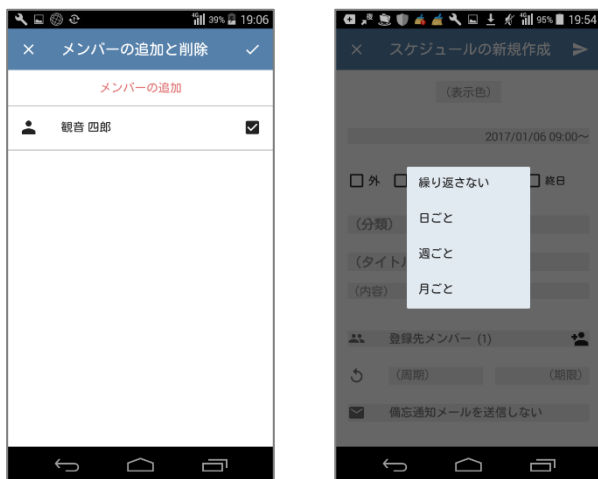 4G 39% 19:06
× メンバーの追加と削除
メンバーの追加
観音 四郎
4G 95% 19:54
× スケジュールの新規作成
(表示色)
2017/01/06 09:00～
外
終日
繰り返さない
日ごと
週ごと
月ごと
(分類)
(タイトル
(内容)
登録先メンバー (1)
(周期) (期限)
備忘通知メールを送信しない